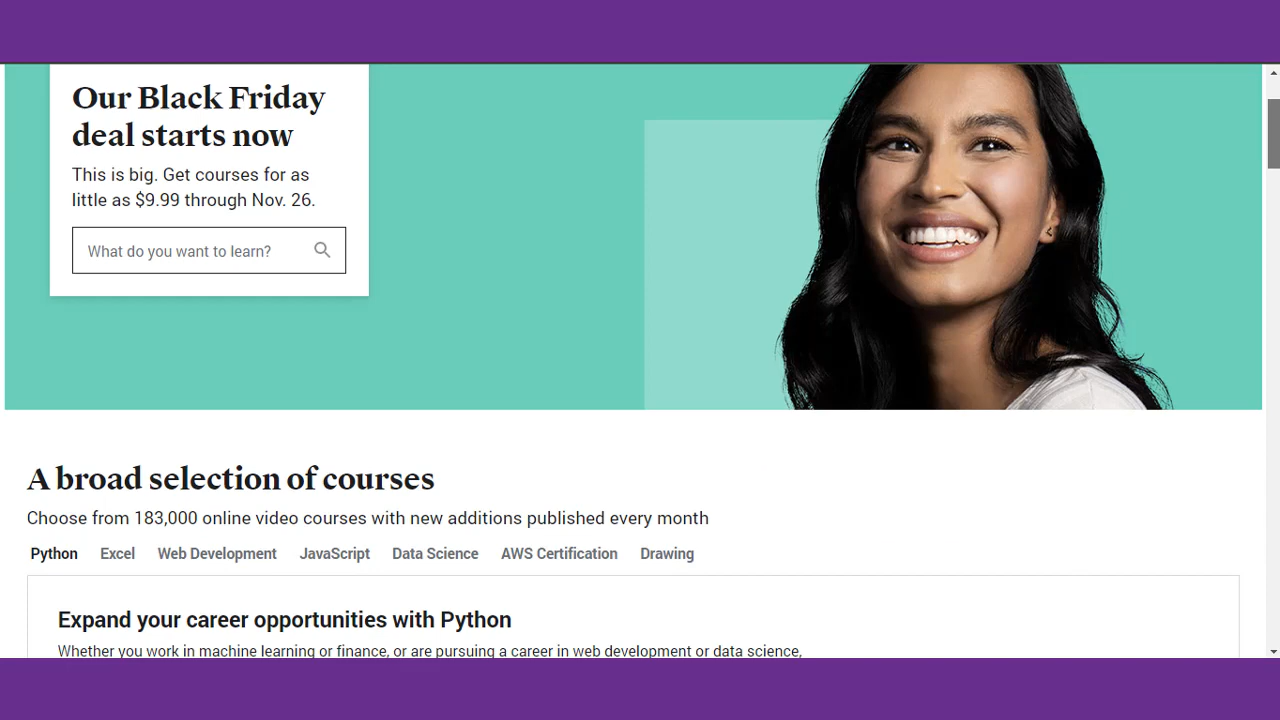 Our Black Friday
deal starts now
This is big. Get courses for as
little as $9.99 through Nov. 26.
What do you want to learn?
A broad selection of courses
Choose from 183,000 online video courses with new additions published every month
Python Excel Web Development JavaScript Data Science AWS Certification Drawing
Expand your career opportunities with Python
Whether you work in machine learning or finance, or are pursuing a career in web development or data science,